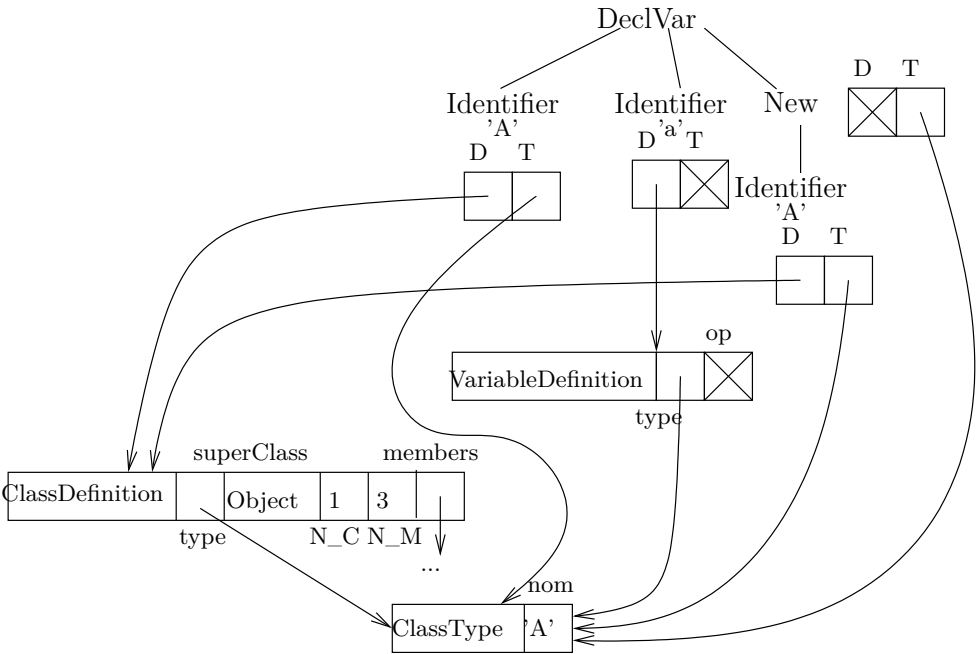 DeclVar
D T
Identifier Identifier New
'A' 'a'
D T D T
Identifier
'A'
D T
op
VariableDefinition
type
superClass members
ClassDefinition Object 1 3
type N_C N_M
...
nom
ClassType 'A'